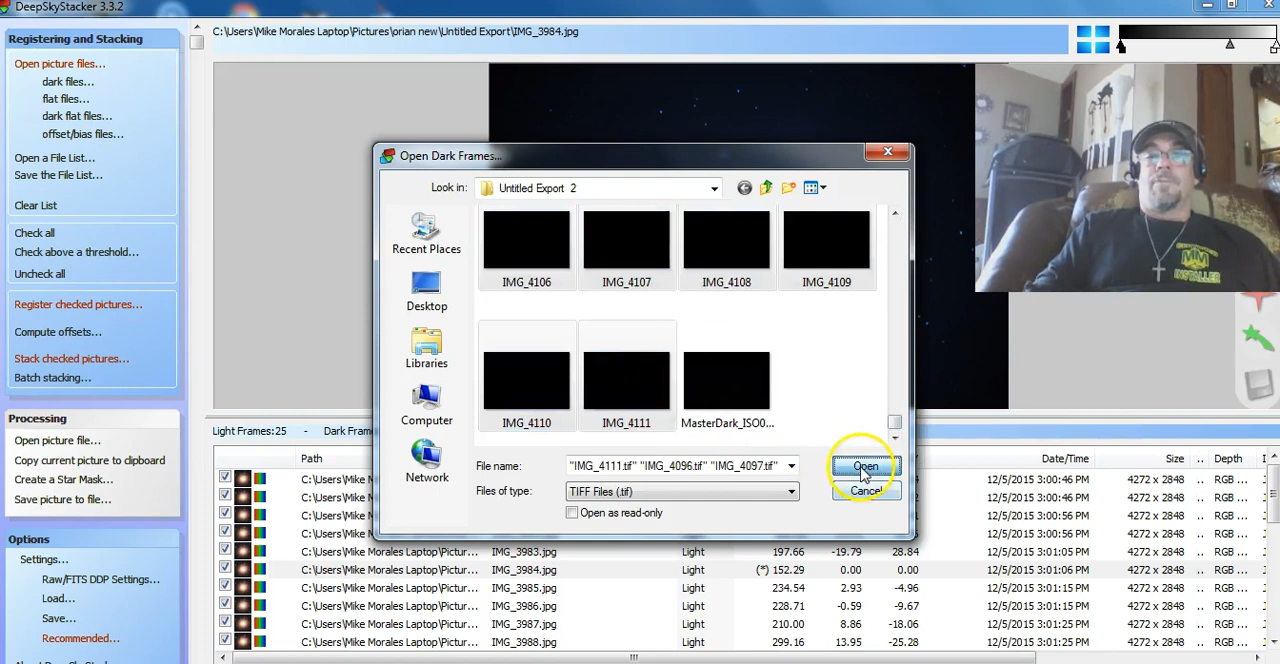 DeepSkyStacker 3.3.2
Registering and Stacking
Open picture files...
dark files...
flat files...
dark flat files...
offset/bias files...
Open a File List...
Save the File List...
Clear List
Check all
Check above a threshold...
Uncheck all
Register checked pictures...
Compute offsets...
Stack checked pictures...
Batch stacking...
Processing
Open picture file...
Copy current picture to clipboard
Create a Star Mask...
Save picture to file...
Options
Settings...
Raw/FITS DDP Settings...
Load...
Save...
Recommended...
C:\Users\Mike Morales Laptop\Pictures\orian new\Untitled Export\IMG_3984.jpg
MM
INSTALLER
Open Dark Frames...
Look in:
Untitled Export 2
Recent Places
Desktop
Libraries
Computer
Network
IMG_4106
IMG_4107
IMG_4108
IMG_4109
IMG_4110
IMG_4111
MasterDark_ISO0...
File name:
"IMG_4111.tif" "IMG_4096.tif" "IMG_4097.tif"
Open
Files of type:
TIFF Files (.tif)
Cancel
Open as read-only
Light Frames:25 - Dark Fram
Path Date/Time Size .. Depth
C:\Users Mike M 12/5/2015 3:00:46 PM 4272 x 2848 .. RGB ...
C:\Users Mike M 12/5/2015 3:00:46 PM 4272 x 2848 .. RGB ...
C:\Users Mike M 12/5/2015 3:00:56 PM 4272 x 2848 .. RGB ...
C:\Users Mike M 12/5/2015 3:00:56 PM 4272 x 2848 .. RGB ...
C:\Users\Mike Morales Laptop\Pictur... IMG_3983.jpg Light 197.66 -19.79 28.84 12/5/2015 3:01:05 PM 4272 x 2848 .. RGB ...
C:\Users\Mike Morales Laptop\Pictur... IMG_3984.jpg Light (*) 152.29 0.00 0.00 12/5/2015 3:01:06 PM 4272 x 2848 .. RGB ...
C:\Users\Mike Morales Laptop\Pictur... IMG_3985.jpg Light 234.54 2.93 -4.96 12/5/2015 3:01:15 PM 4272 x 2848 .. RGB ...
C:\Users\Mike Morales Laptop\Pictur... IMG_3986.jpg Light 228.71 -0.59 -9.67 12/5/2015 3:01:15 PM 4272 x 2848 .. RGB ...
C:\Users\Mike Morales Laptop\Pictur... IMG_3987.jpg Light 210.00 8.86 -18.06 12/5/2015 3:01:25 PM 4272 x 2848 .. RGB ...
C:\Users\Mike Morales Laptop\Pictur... IMG_3988.jpg Light 299.16 13.95 -25.28 12/5/2015 3:01:25 PM 4272 x 2848 .. RGB ...